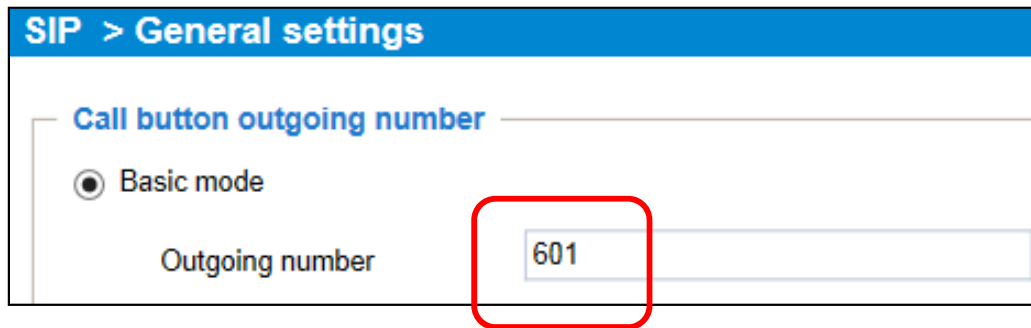 SIP > General settings
Call button outgoing number
Basic mode
Outgoing number 601